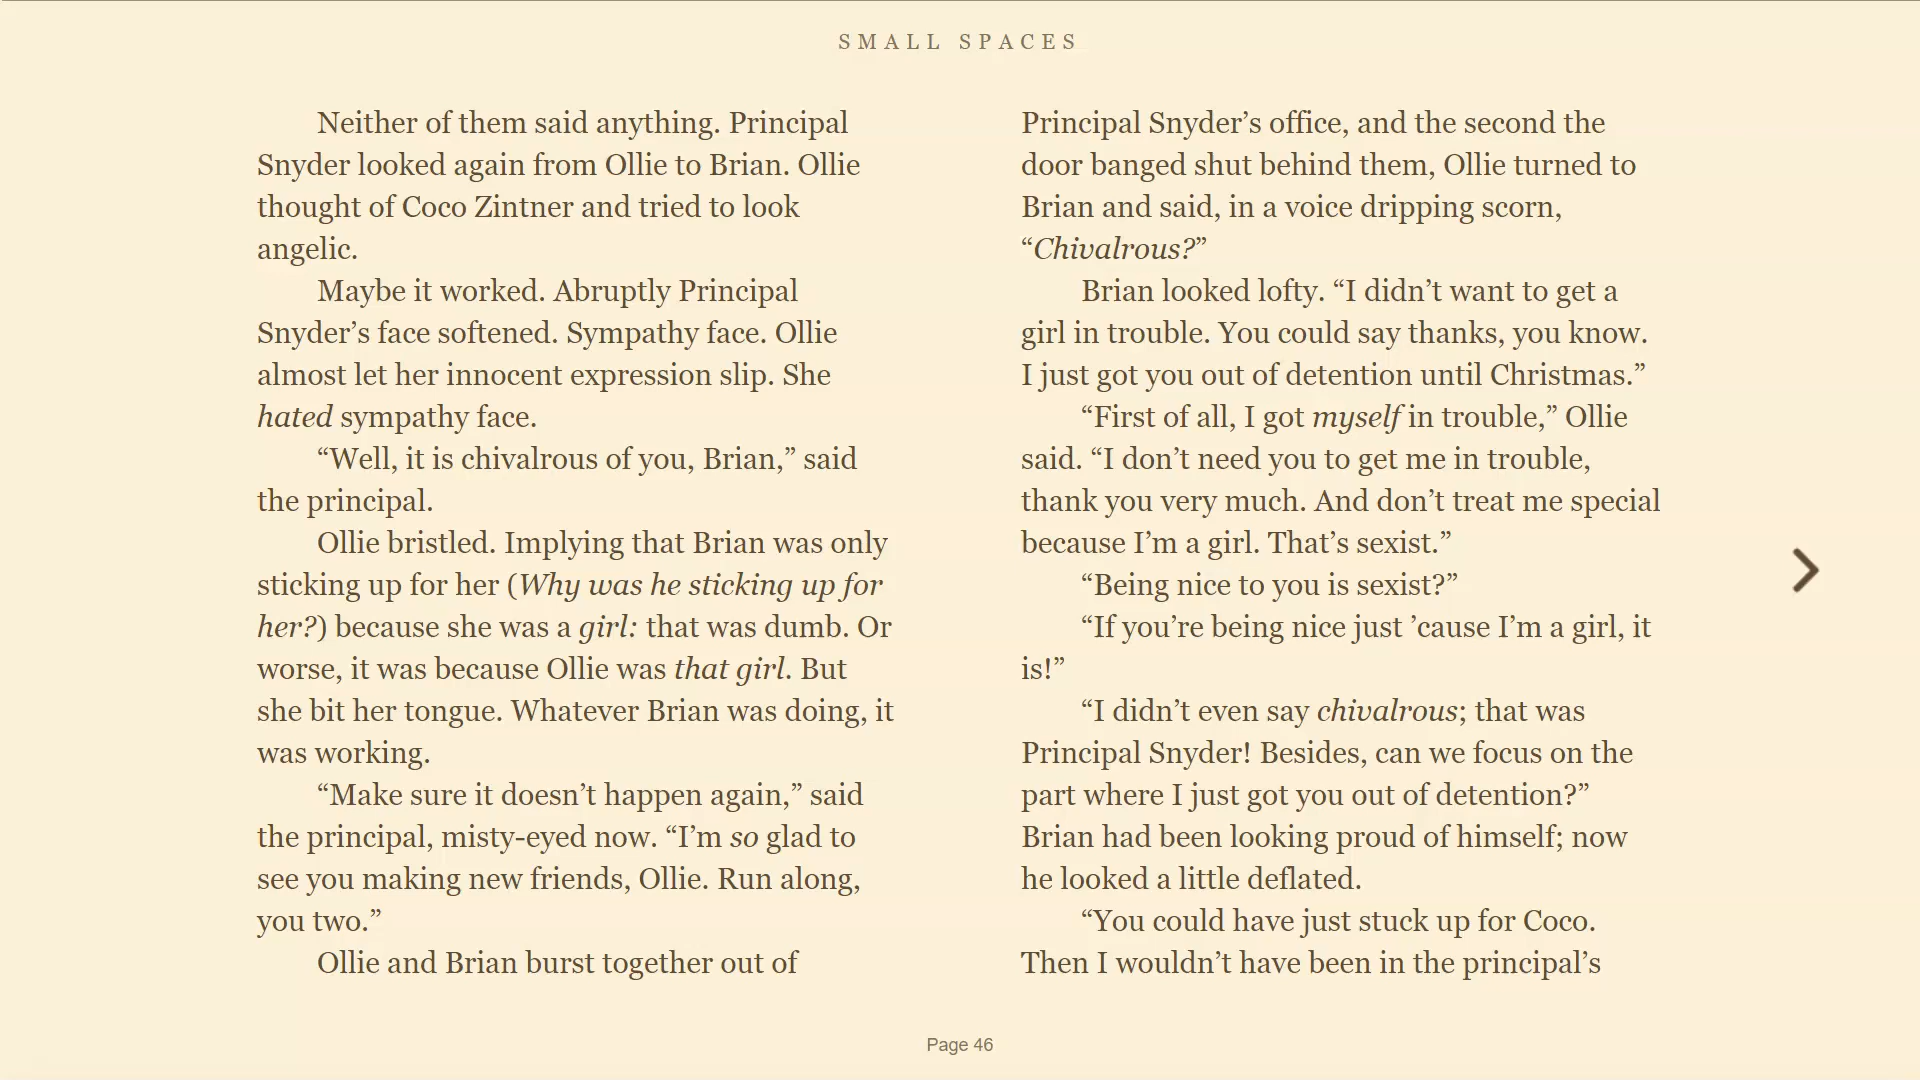 SMALL SPACES
Neither of them said anything. Principal
Snyder looked again from Ollie to Brian. Ollie
thought of Coco Zintner and tried to look
angelic.
Maybe it worked. Abruptly Principal
Snyder’s face softened. Sympathy face. Ollie
almost let her innocent expression slip. She
hated sympathy face.
“Well, it is chivalrous of you, Brian,” said
the principal.
Ollie bristled. Implying that Brian was only
sticking up for her (Why was he sticking up for
her?) because she was a girl: that was dumb. Or
worse, it was because Ollie was that girl. But
she bit her tongue. Whatever Brian was doing, it
was working.
“Make sure it doesn’t happen again,” said
the principal, misty-eyed now. “I’m so glad to
see you making new friends, Ollie. Run along,
you two.”
Ollie and Brian burst together out of
Principal Snyder’s office, and the second the
door banged shut behind them, Ollie turned to
Brian and said, in a voice dripping scorn,
“Chivalrous?”
Brian looked lofty. “I didn’t want to get a
girl in trouble. You could say thanks, you know.
I just got you out of detention until Christmas.”
“First of all, I got myself in trouble,” Ollie
said. “I don’t need you to get me in trouble,
thank you very much. And don’t treat me special
because I’m a girl. That’s sexist.”
“Being nice to you is sexist?”
“If you’re being nice just ’cause I’m a girl, it
is!”
“I didn’t even say chivalrous; that was
Principal Snyder! Besides, can we focus on the
part where I just got you out of detention?”
Brian had been looking proud of himself; now
he looked a little deflated.
“You could have just stuck up for Coco.
Then I wouldn’t have been in the principal’s
Page 46